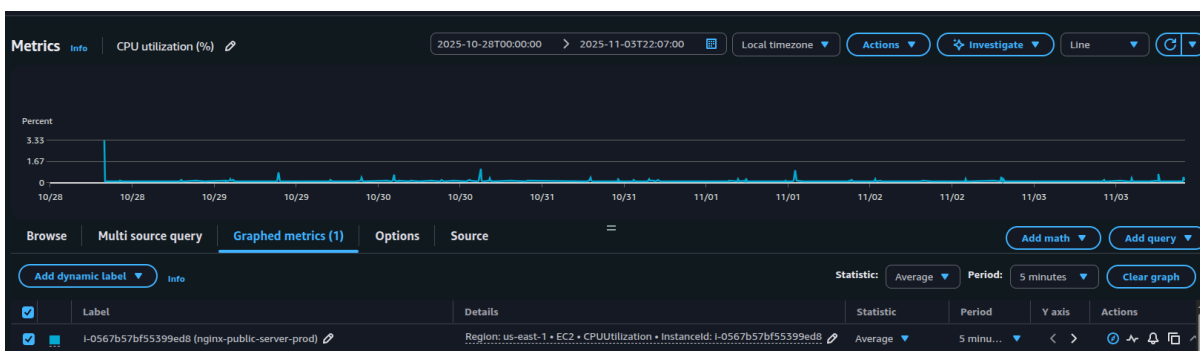 Metrics Info CPU utilization (%) 2025-10-28T00:00:00 > 2025-11-03T22:07:00 Local timezone Actions Investigate Line
Percent
3.33
1.67
0
10/28 10/28 10/29 10/29 10/30 10/30 10/31 10/31 11/01 11/01 11/02 11/02 11/03 11/03
Browse Multi source query Graphed metrics (1) Options Source Add math Add query
Add dynamic label Info Statistic: Average Period: 5 minutes Clear graph
Label Details Statistic Period Y axis Actions
i-0567b57bf55399ed8 (nginx-public-server-prod) Region: us-east-1 • EC2 • CPUUtilization • InstanceId: i-0567b57bf55399ed8 Average 5 minu... < >